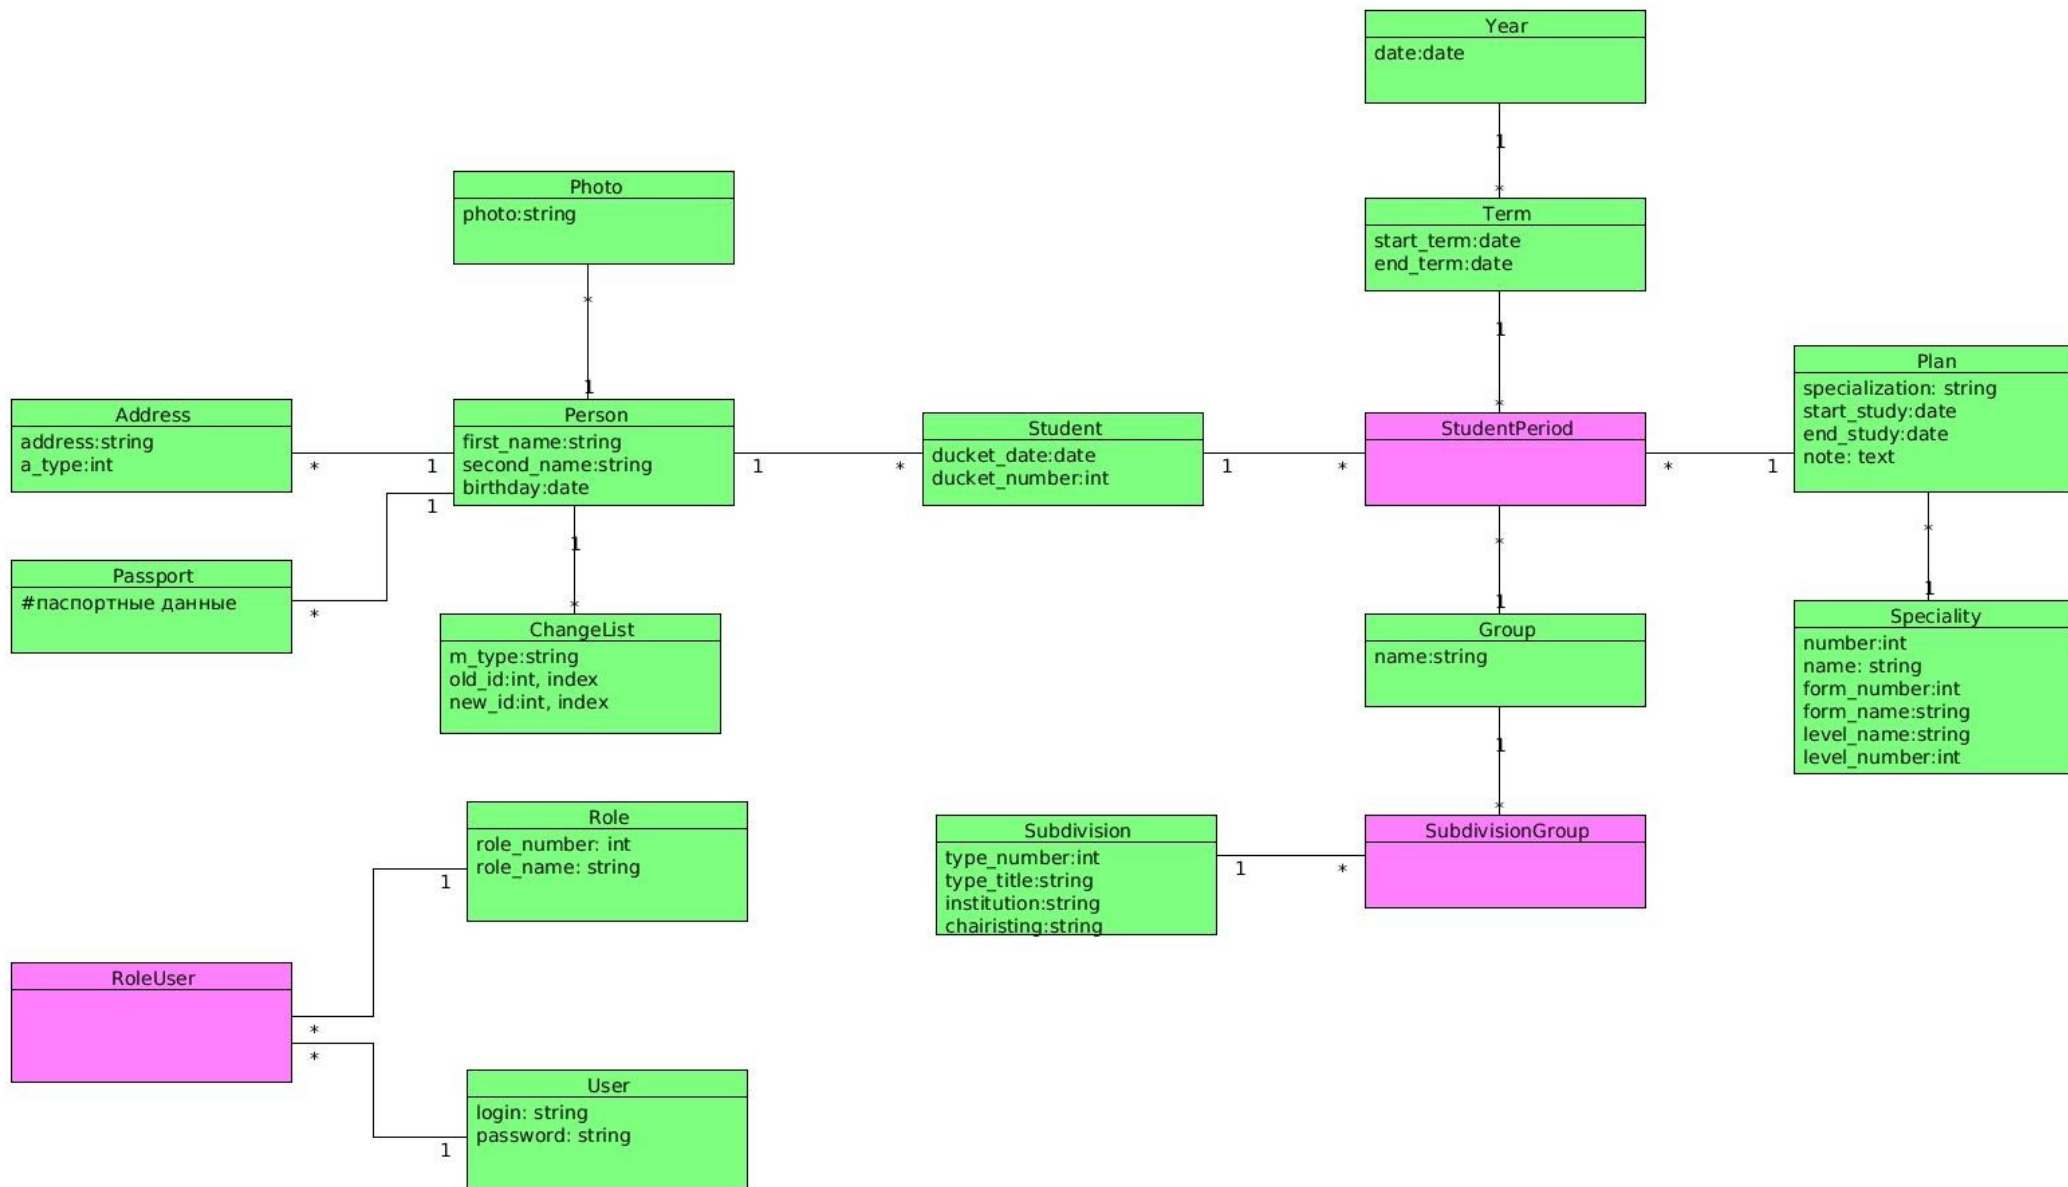 Year
date:date
1
*
Term
start_term:date
end_term:date
1
*
Photo
photo:string
*
1
Address
address:string
a_type:int
*
1
Person
first_name:string
second_name:string
birthday:date
1
*
Student
ducket_date:date
ducket_number:int
1
*
StudentPeriod
*
1
Plan
specialization: string
start_study:date
end_study:date
note: text
*
1
Speciality
number:int
name: string
form_number:int
form_name:string
level_name:string
level_number:int
1
*
Passport
#паспортные данные
1
*
ChangeList
m_type:string
old_id:int, index
new_id:int, index
*
1
Group
name:string
1
*
Subdivision
type_number:int
type_title:string
institution:string
chairisting:string
1
*
SubdivisionGroup
Role
role_number: int
role_name: string
1
RoleUser
*
*
User
login: string
password: string
1